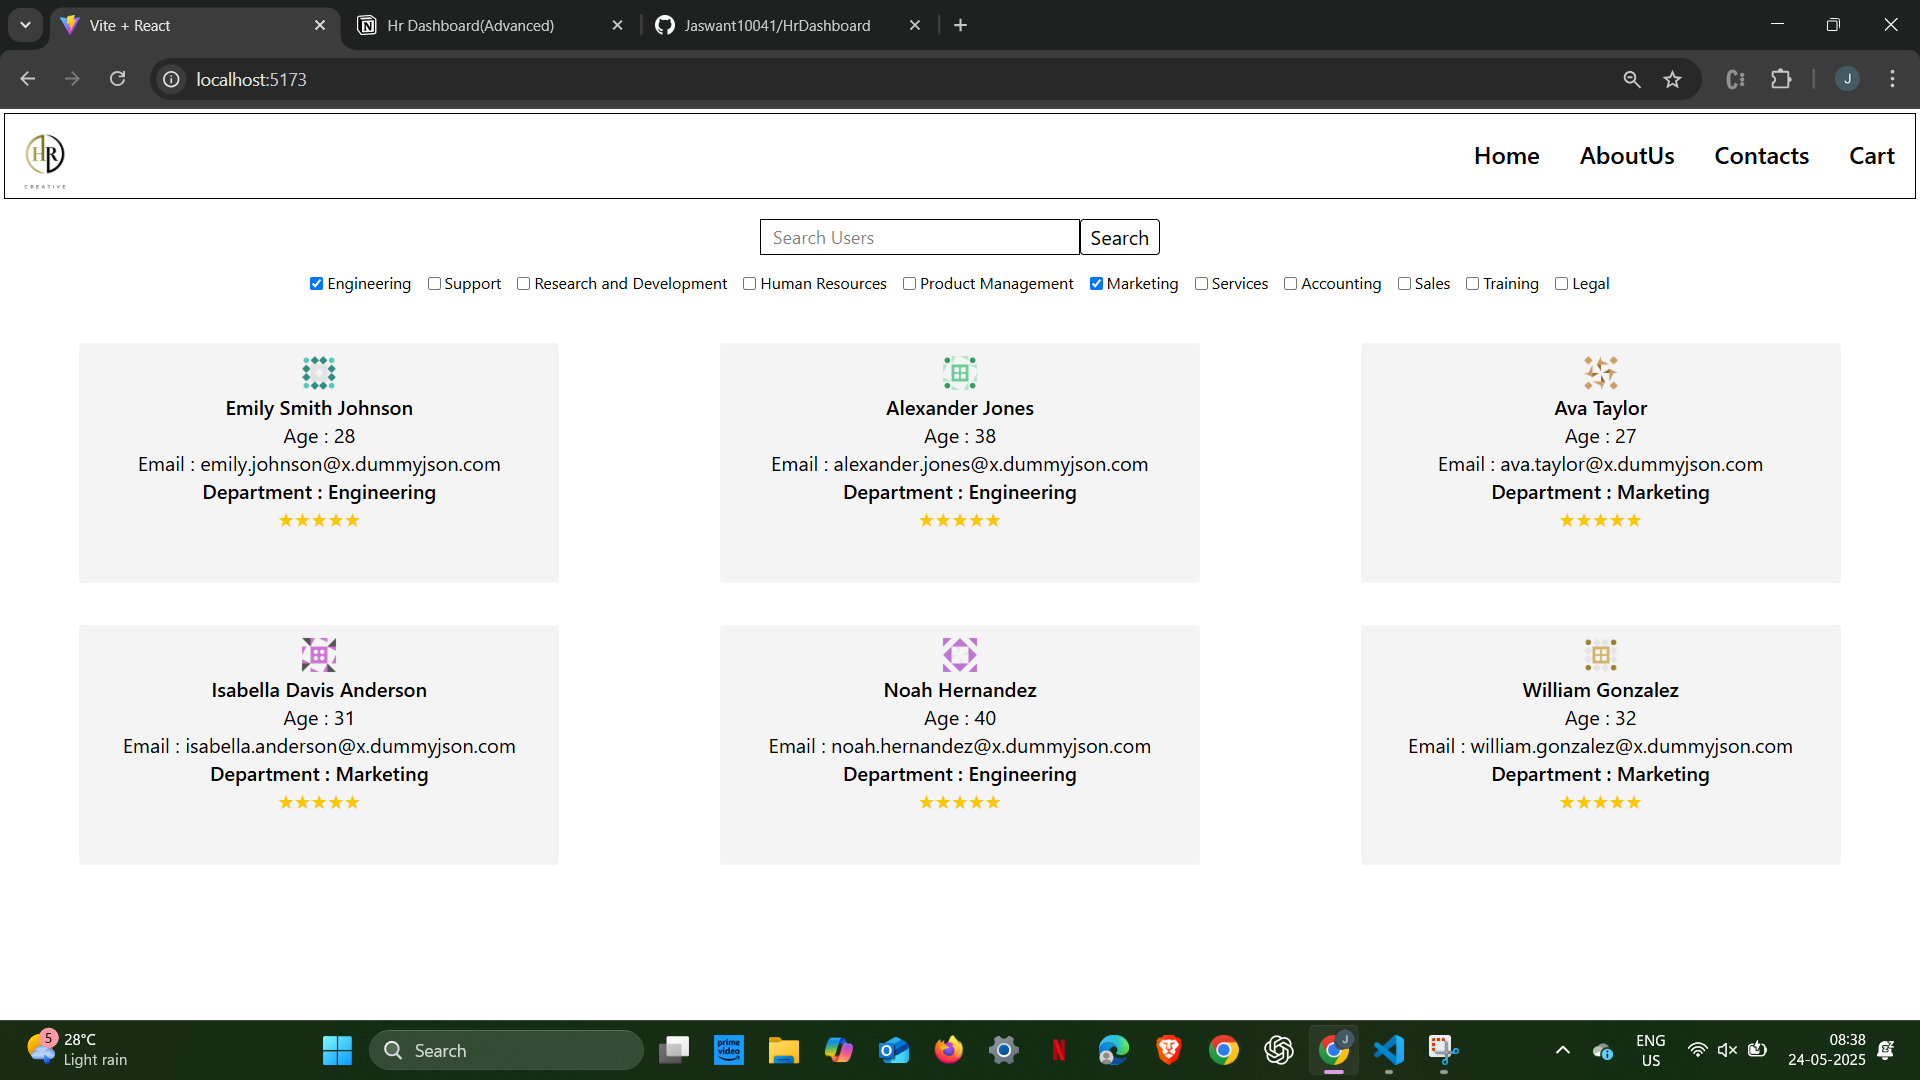 Vite + React
Hr Dashboard(Advanced)
Jaswant10041/HrDashboard
localhost:5173
J
HR
CREATIVE
Home AboutUs Contacts Cart
Search Users
Search
Engineering Support Research and Development Human Resources Product Management Marketing Services Accounting Sales Training Legal
Emily Smith Johnson
Age : 28
Email : emily.johnson@x.dummyjson.com
Department : Engineering
★★★★★
Alexander Jones
Age : 38
Email : alexander.jones@x.dummyjson.com
Department : Engineering
★★★★★
Ava Taylor
Age : 27
Email : ava.taylor@x.dummyjson.com
Department : Marketing
★★★★★
Isabella Davis Anderson
Age : 31
Email : isabella.anderson@x.dummyjson.com
Department : Marketing
★★★★★
Noah Hernandez
Age : 40
Email : noah.hernandez@x.dummyjson.com
Department : Engineering
★★★★★
William Gonzalez
Age : 32
Email : william.gonzalez@x.dummyjson.com
Department : Marketing
★★★★★
5
28°C
Light rain
Search
prime video
N
J
ENG
US
08:38
24-05-2025